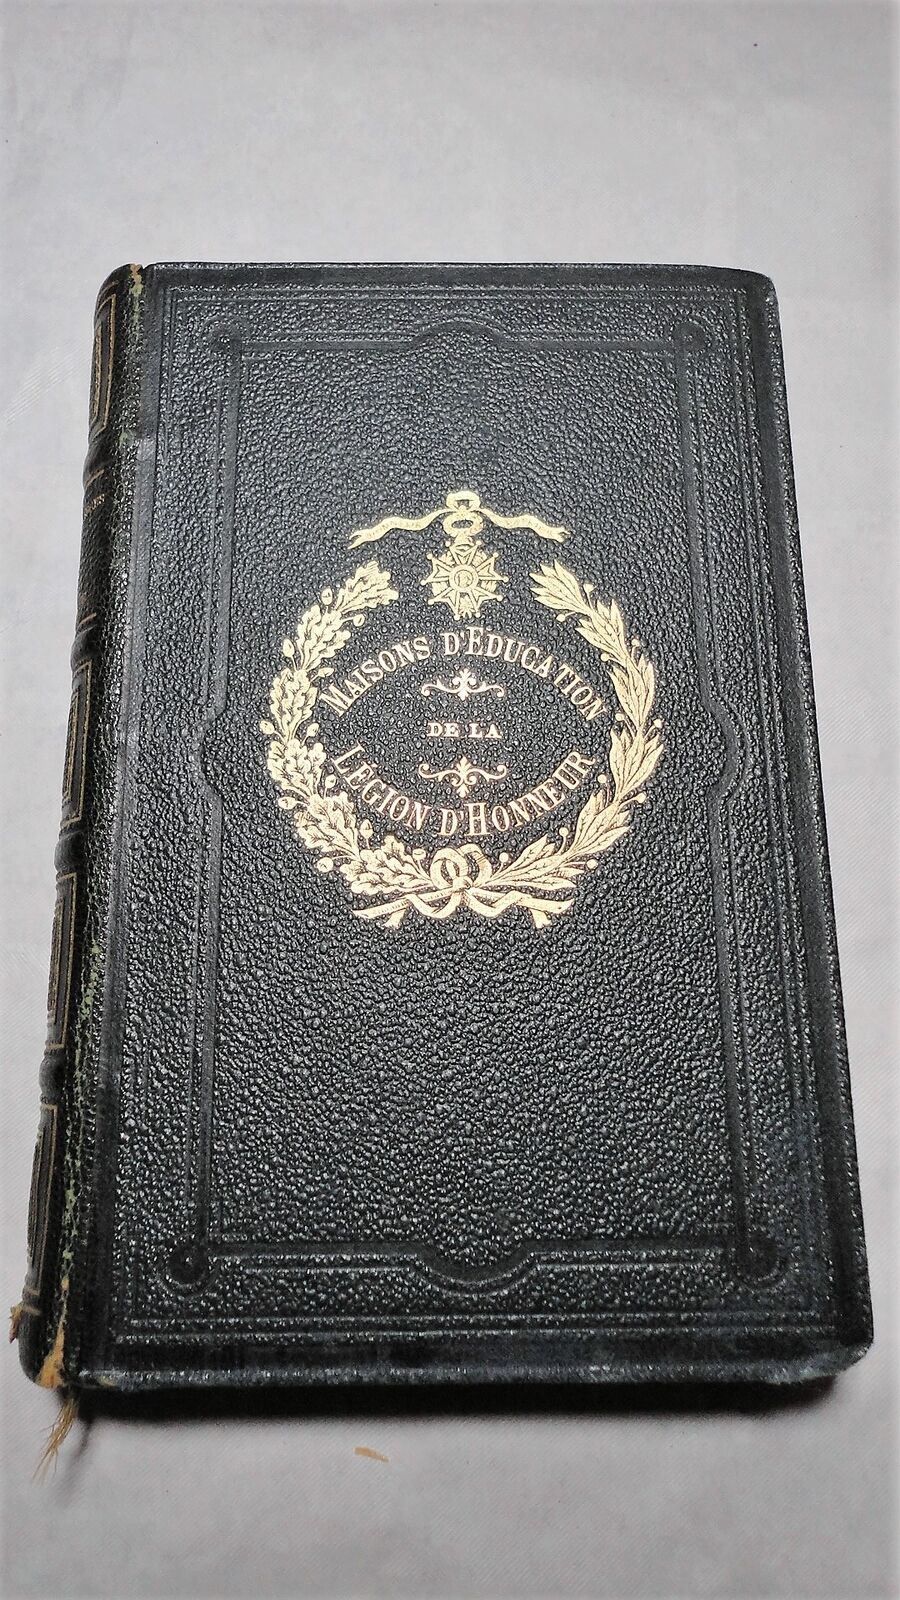 MAISONS D'EDUCATION
DE LA
LEGION D'HONNEUR